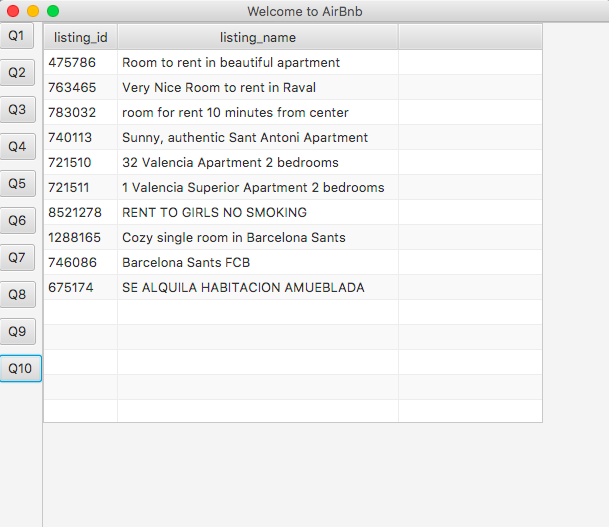 Welcome to AirBnb
Q1
Q2
Q3
Q4
Q5
Q6
Q7
Q8
Q9
Q10
listing_id listing_name
475786 Room to rent in beautiful apartment
763465 Very Nice Room to rent in Raval
783032 room for rent 10 minutes from center
740113 Sunny, authentic Sant Antoni Apartment
721510 32 Valencia Apartment 2 bedrooms
721511 1 Valencia Superior Apartment 2 bedrooms
8521278 RENT TO GIRLS NO SMOKING
1288165 Cozy single room in Barcelona Sants
746086 Barcelona Sants FCB
675174 SE ALQUILA HABITACION AMUEBLADA